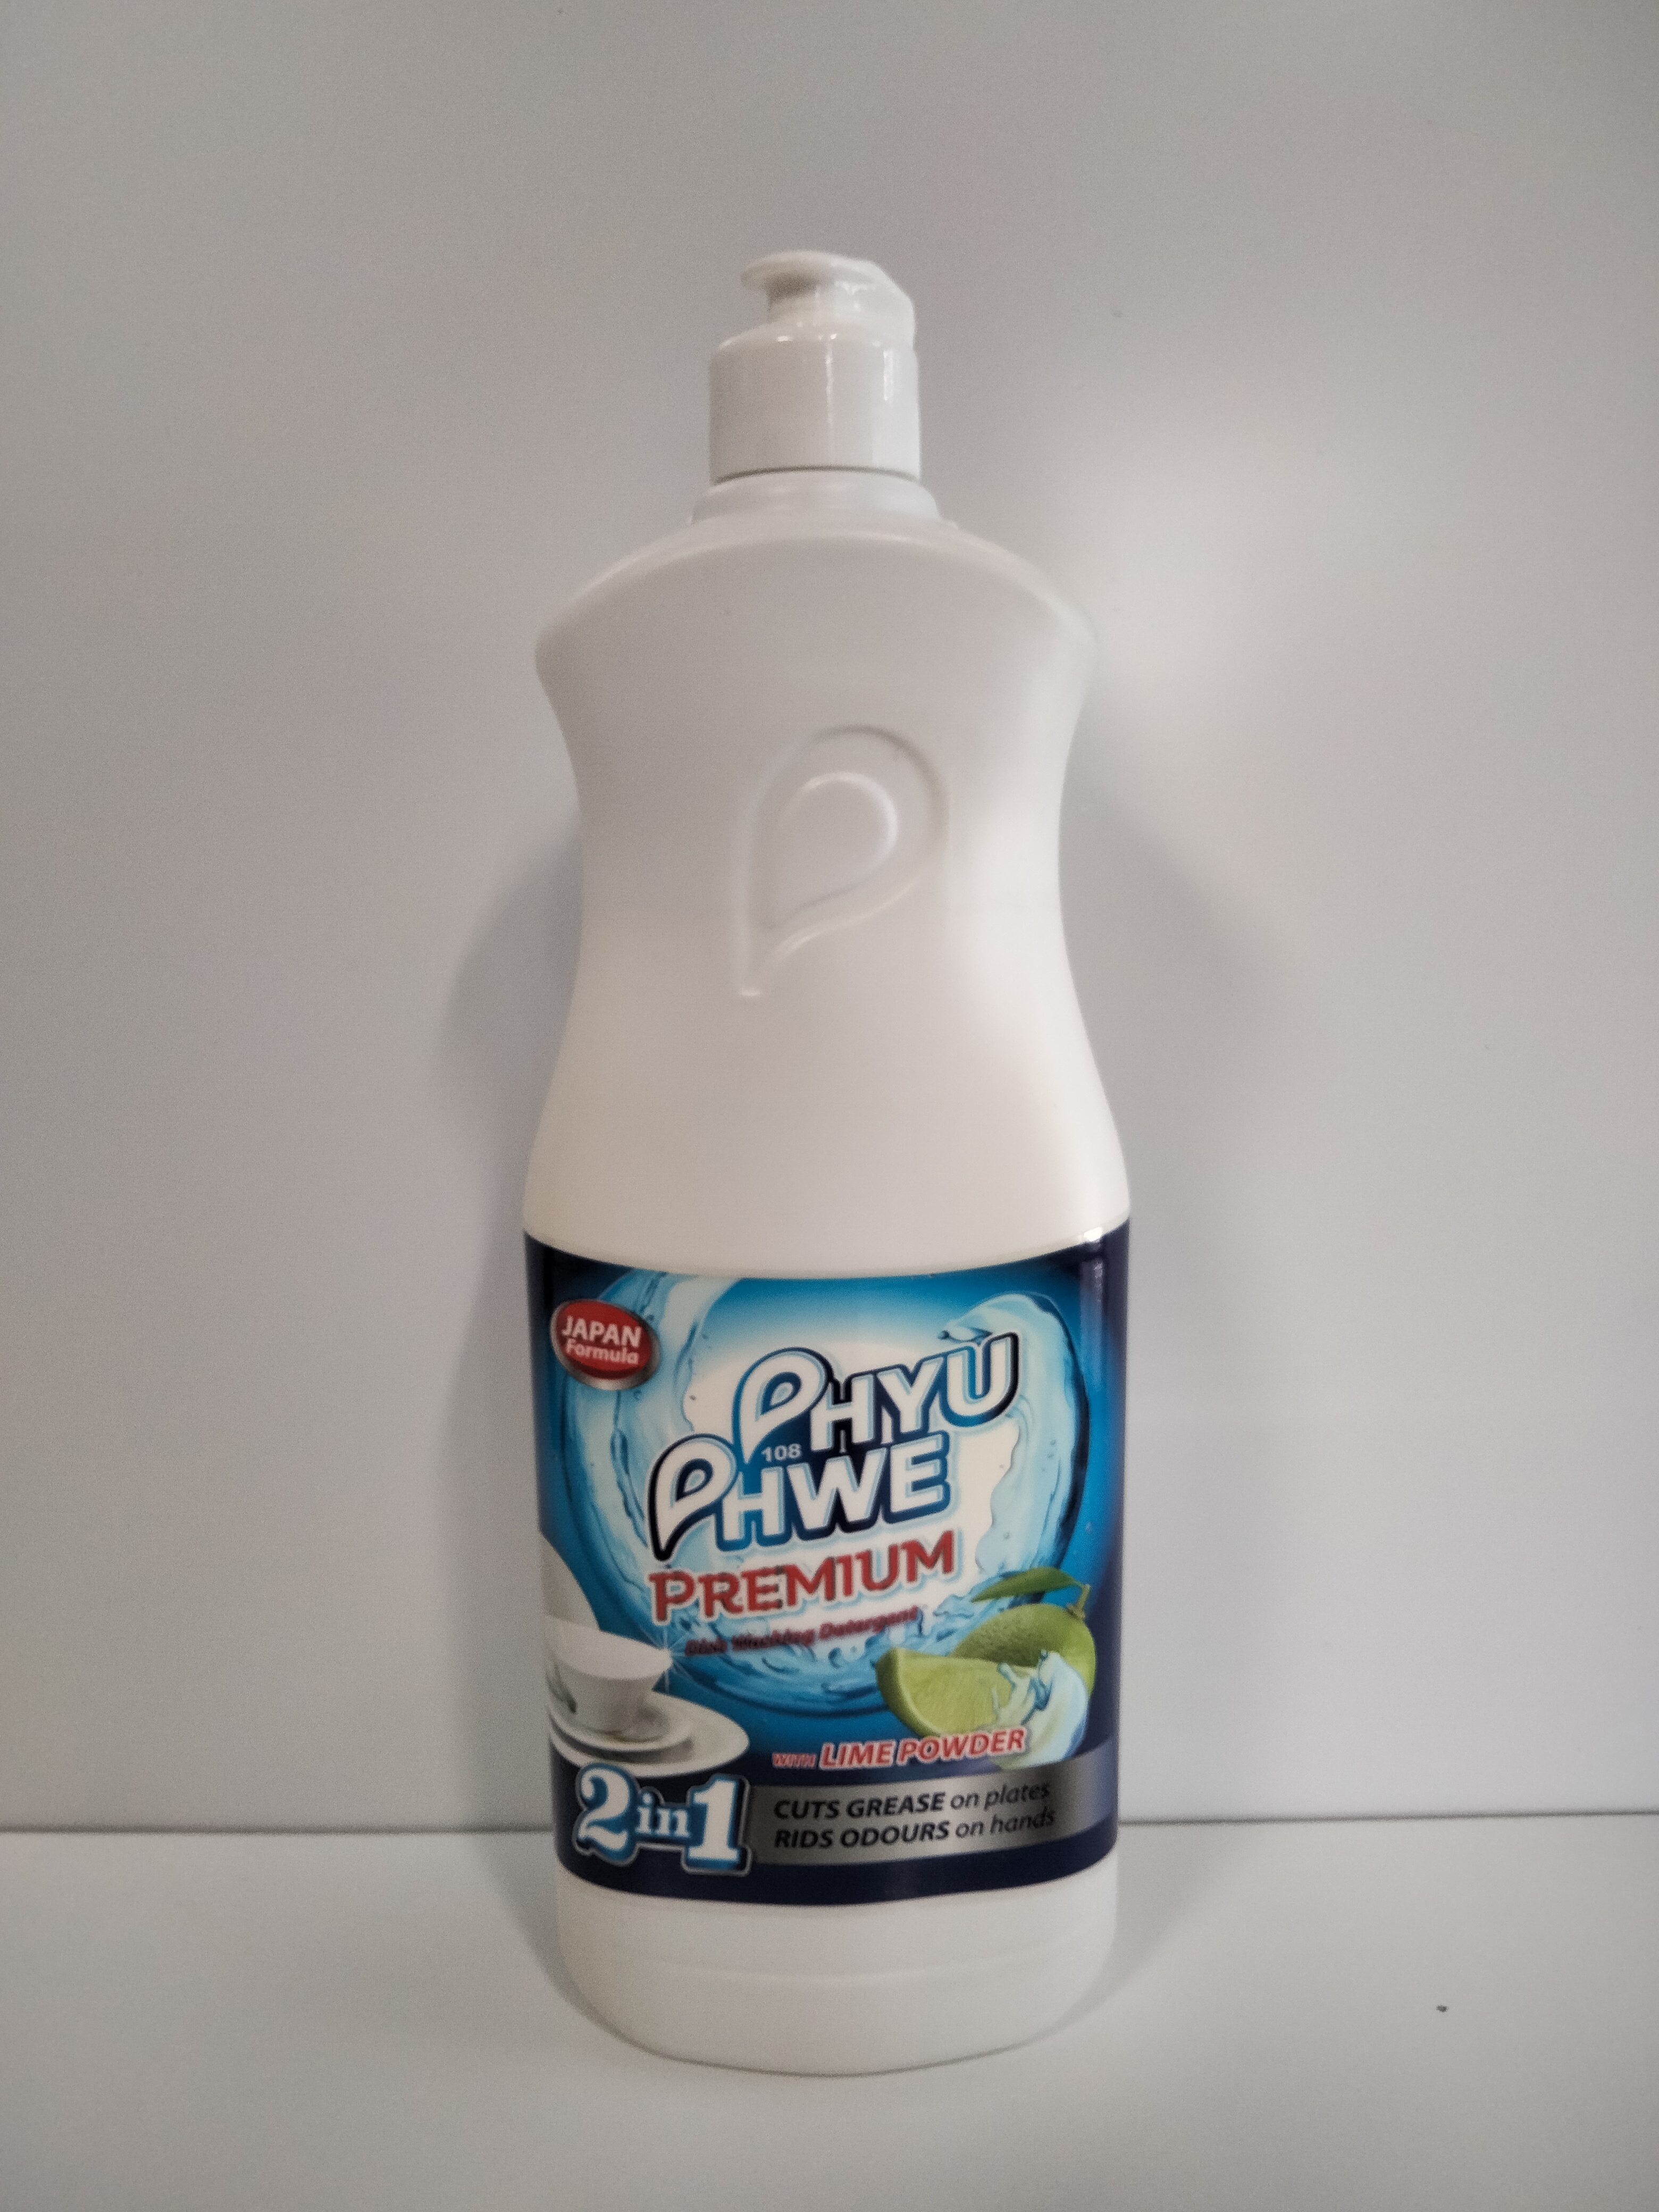 JAPAN
Formula
PHYU
108
PHWE
PREMIUM
Dish Washing Detergent
WITH LIME POWDER
2in1
CUTS GREASE on plates
RIDS ODOURS on hands